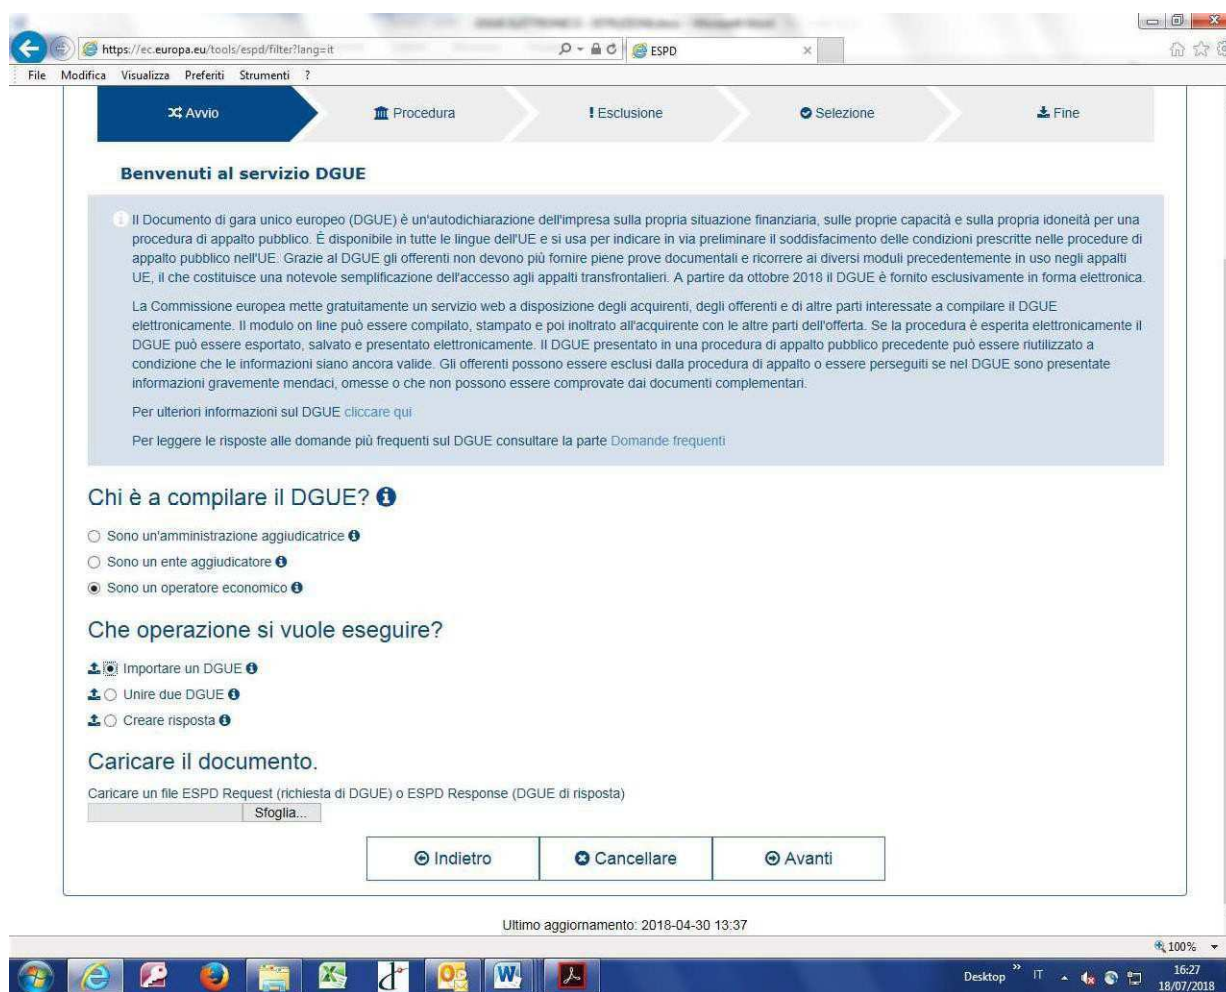 https://ec.europa.eu/tools/espd/filter?lang=it
ESPD
File Modifica Visualizza Preferiti Strumenti ?
Avvio
Procedura
Esclusione
Selezione
Fine
Benvenuti al servizio DGUE
Il Documento di gara unico europeo (DGUE) è un'autodichiarazione dell'impresa sulla propria situazione finanziaria, sulle proprie capacità e sulla propria idoneità per una
procedura di appalto pubblico. È disponibile in tutte le lingue dell'UE e si usa per indicare in via preliminare il soddisfacimento delle condizioni prescritte nelle procedure di
appalto pubblico nell'UE. Grazie al DGUE gli offerenti non devono più fornire piene prove documentali e ricorrere ai diversi moduli precedentemente in uso negli appalti
UE, il che costituisce una notevole semplificazione dell'accesso agli appalti transfrontalieri. A partire da ottobre 2018 il DGUE è fornito esclusivamente in forma elettronica.
La Commissione europea mette gratuitamente un servizio web a disposizione degli acquirenti, degli offerenti e di altre parti interessate a compilare il DGUE
elettronicamente. Il modulo on line può essere compilato, stampato e poi inoltrato all'acquirente con le altre parti dell'offerta. Se la procedura è esperita elettronicamente il
DGUE può essere esportato, salvato e presentato elettronicamente. Il DGUE presentato in una procedura di appalto pubblico precedente può essere riutilizzato a
condizione che le informazioni siano ancora valide. Gli offerenti possono essere esclusi dalla procedura di appalto o essere perseguiti se nel DGUE sono presentate
informazioni gravemente mendaci, omesse o che non possono essere comprovate dai documenti complementari.
Per ulteriori informazioni sul DGUE cliccare qui
Per leggere le risposte alle domande più frequenti sul DGUE consultare la parte Domande frequenti
Chi è a compilare il DGUE?
Sono un'amministrazione aggiudicatrice
Sono un ente aggiudicatore
Sono un operatore economico
Che operazione si vuole eseguire?
Importare un DGUE
Unire due DGUE
Creare risposta
Caricare il documento.
Caricare un file ESPD Request (richiesta di DGUE) o ESPD Response (DGUE di risposta)
Sfoglia...
Indietro
Cancellare
Avanti
Ultimo aggiornamento: 2018-04-30 13:37
100%
Desktop
IT
16:27
18/07/2018